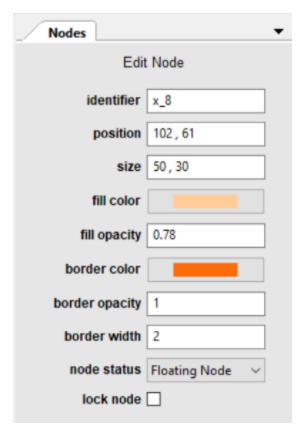 Nodes
Edit Node
identifier x_8
position 102 , 61
size 50 , 30
fill color
fill opacity 0.78
border color
border opacity 1
border width 2
node status Floating Node
lock node